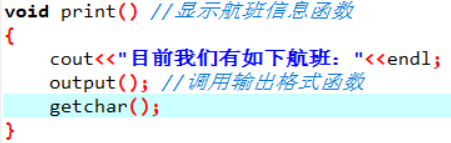 void print() //显示航班信息函数
{
    cout<<"目前我们有如下航班："<<endl;
    output(); //调用输出格式函数
    getchar();
}